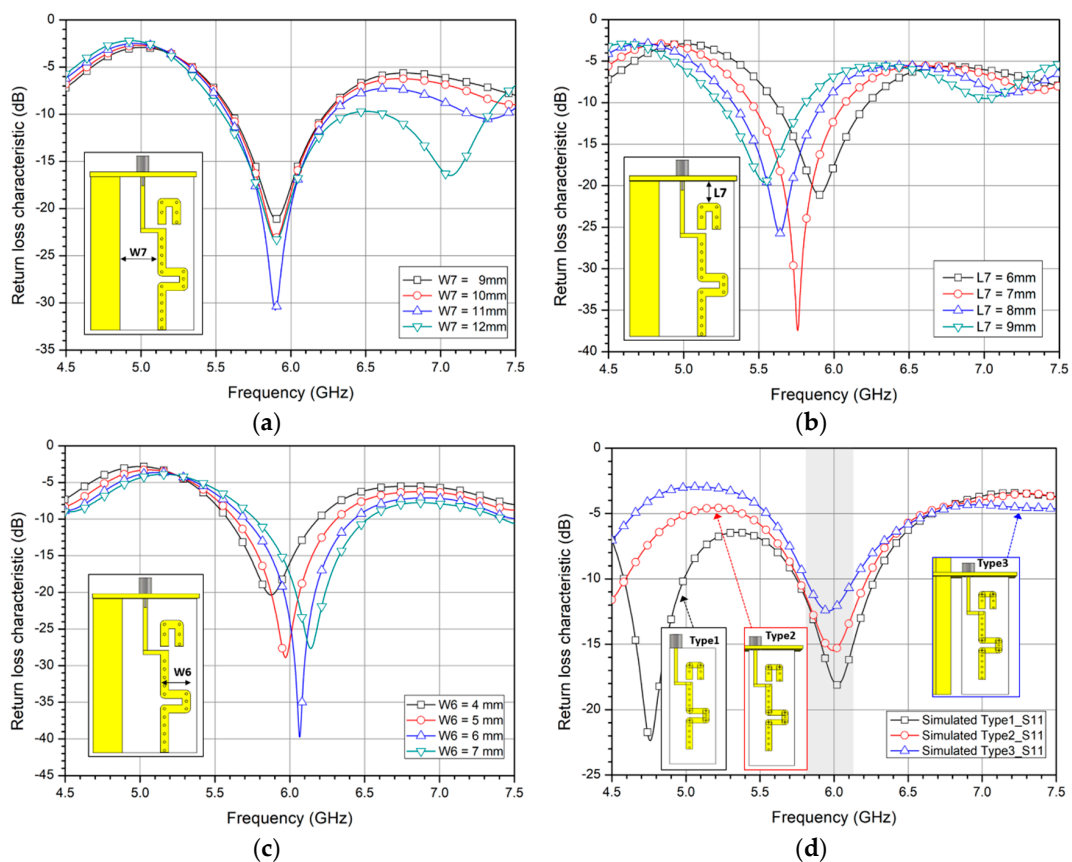 0
-5
-10
-15
-20
-25
-30
-35
Return loss characteristic (dB)
W7
W7 = 9mm
W7 = 10mm
W7 = 11mm
W7 = 12mm
4.5 5.0 5.5 6.0 6.5 7.0 7.5
Frequency (GHz)
(a)
0
-5
-10
-15
-20
-25
-30
-35
-40
Return loss characteristic (dB)
L7
L7 = 6mm
L7 = 7mm
L7 = 8mm
L7 = 9mm
4.5 5.0 5.5 6.0 6.5 7.0 7.5
Frequency (GHz)
(b)
0
-5
-10
-15
-20
-25
-30
-35
-40
-45
Return loss characteristic (dB)
W6
W6 = 4 mm
W6 = 5 mm
W6 = 6 mm
W6 = 7 mm
4.5 5.0 5.5 6.0 6.5 7.0 7.5
Frequency (GHz)
(c)
0
-5
-10
-15
-20
-25
Return loss characteristic (dB)
Type1
Type2
Type3
Simulated Type1_S11
Simulated Type2_S11
Simulated Type3_S11
4.5 5.0 5.5 6.0 6.5 7.0 7.5
Frequency (GHz)
(d)